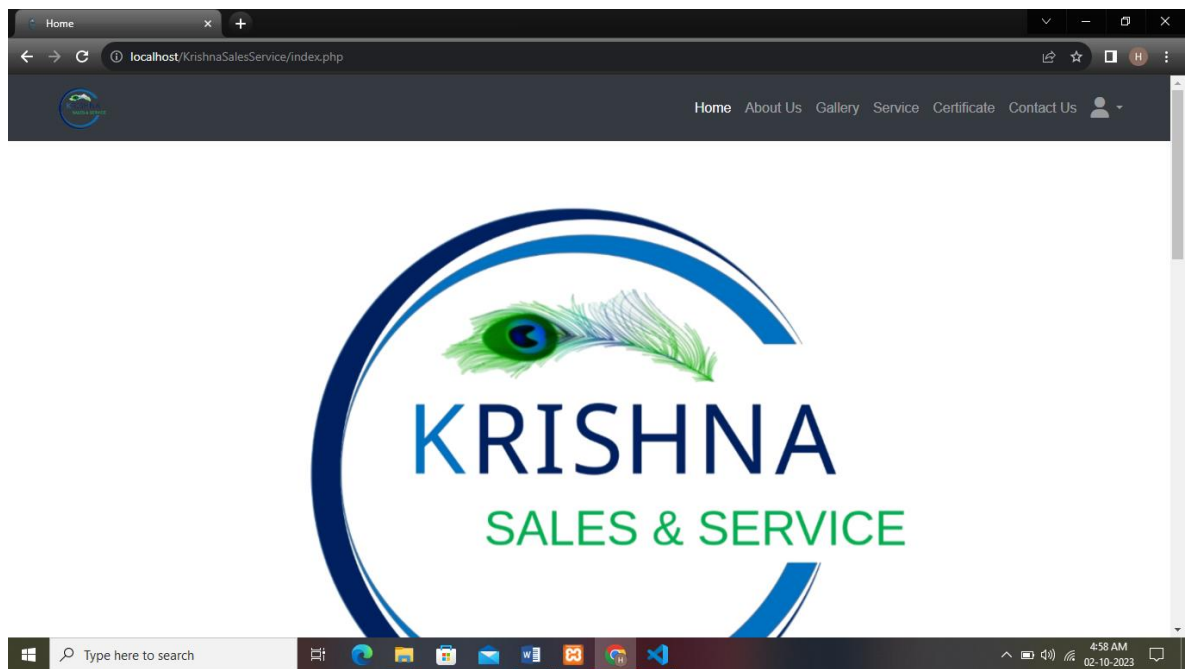 Home
localhost/KrishnaSalesService/index.php
H
Home About Us Gallery Service Certificate Contact Us
KRISHNA
SALES & SERVICE
Type here to search
4:58 AM
02-10-2023